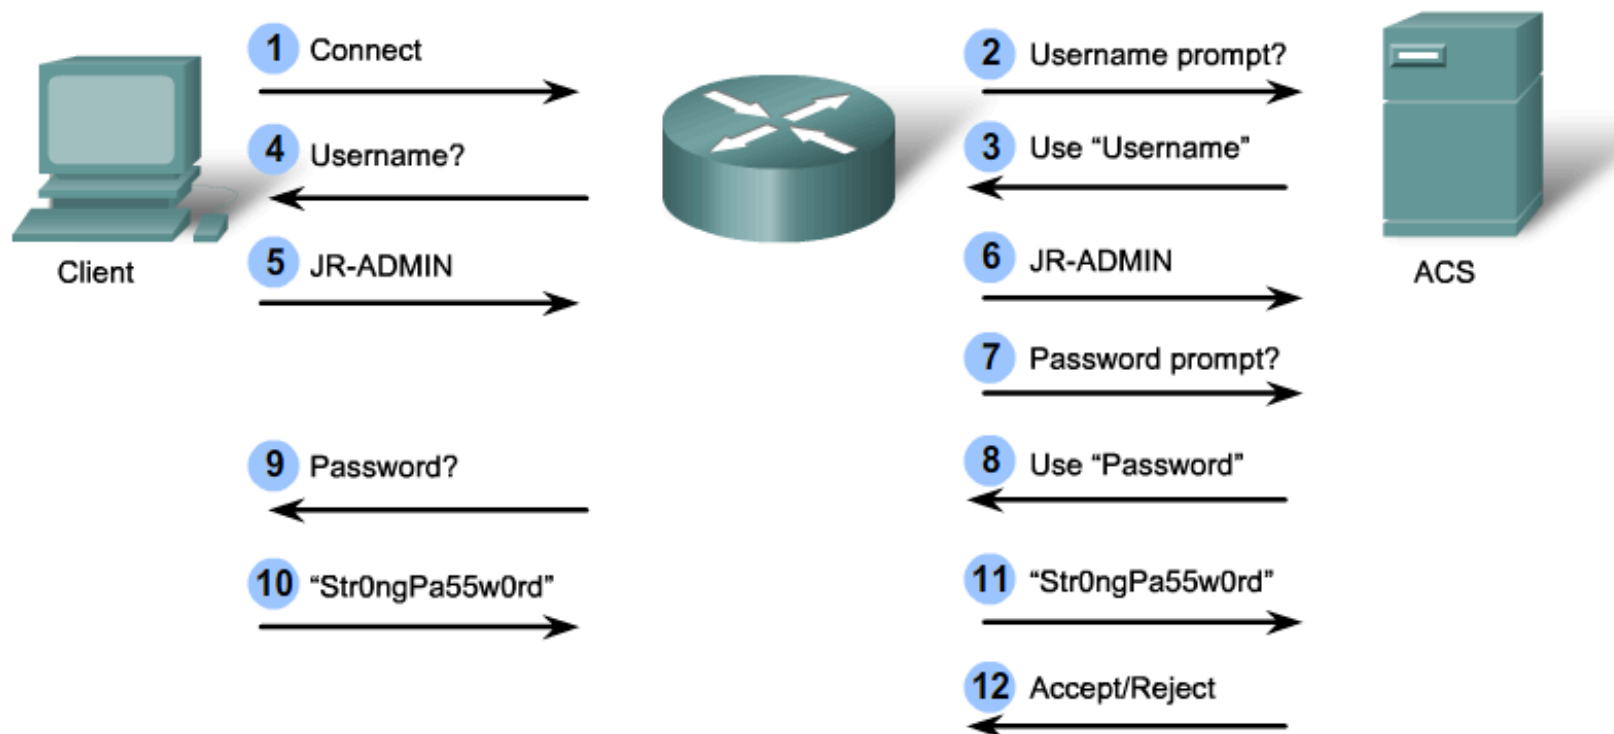 1 Connect
2 Username prompt?
4 Username?
3 Use “Username”
Client
5 JR-ADMIN
6 JR-ADMIN
ACS
7 Password prompt?
9 Password?
8 Use “Password”
10 “Str0ngPa55w0rd”
11 “Str0ngPa55w0rd”
12 Accept/Reject